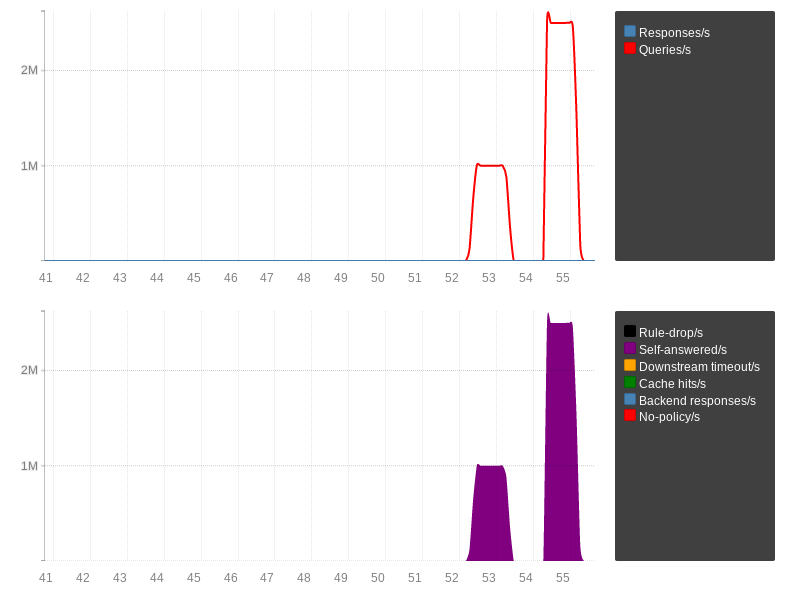 2M
1M
41 42 43 44 45 46 47 48 49 50 51 52 53 54 55
Responses/s
Queries/s
2M
1M
41 42 43 44 45 46 47 48 49 50 51 52 53 54 55
Rule-drop/s
Self-answered/s
Downstream timeout/s
Cache hits/s
Backend responses/s
No-policy/s